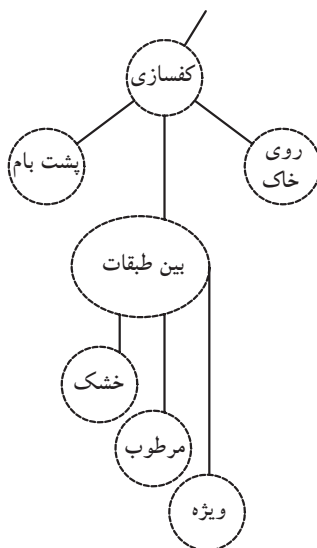 کفسازی
روی
خاک
پشت بام
بین طبقات
خشک
مرطوب
ویژه